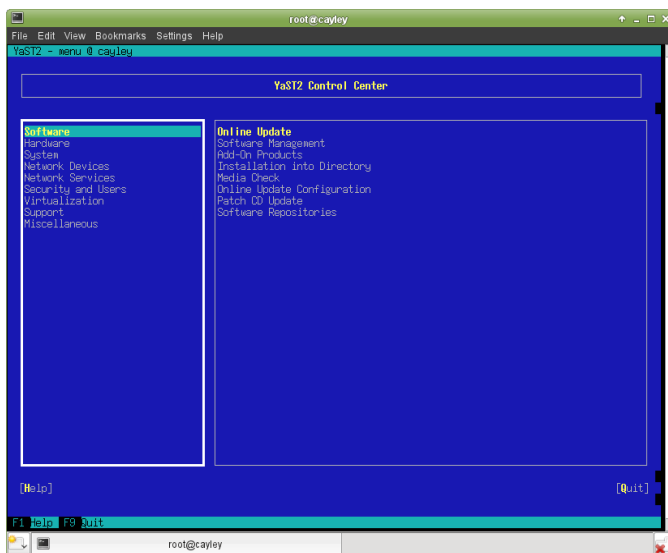 root@cayley
File Edit View Bookmarks Settings Help
YaST2 - menu @ cayley
YaST2 Control Center
Software
Hardware
System
Network Devices
Network Services
Security and Users
Virtualization
Support
Miscellaneous
Online Update
Software Management
Add-On Products
Installation into Directory
Media Check
Online Update Configuration
Patch CD Update
Software Repositories
[Help] [Quit]
F1 Help F9 Quit
root@cayley